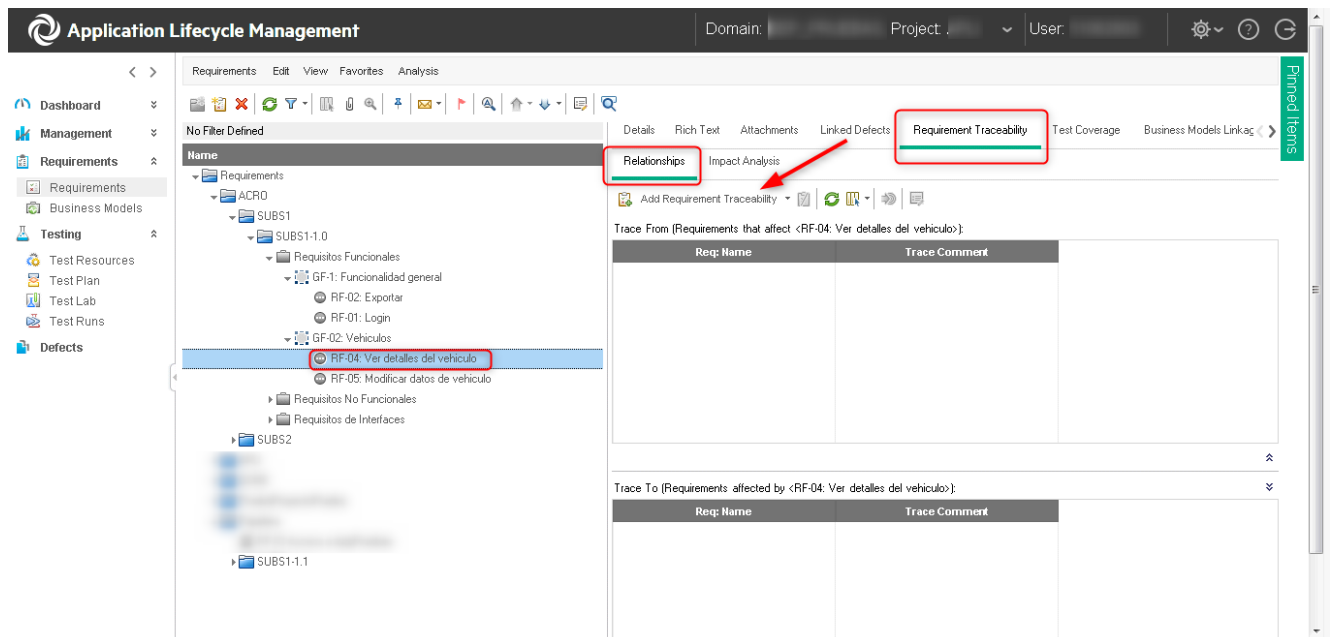 Application Lifecycle Management
Domain:
Project:
User:
Requirements Edit View Favorites Analysis
Dashboard
Management
Requirements
Requirements
Business Models
Testing
Test Resources
Test Plan
Test Lab
Test Runs
Defects
No Filter Defined
Name
Requirements
ACRO
SUBS1
SUBS1-1.0
Requisitos Funcionales
GF-1: Funcionalidad general
RF-02: Exportar
RF-01: Login
GF-02: Vehiculos
RF-04: Ver detalles del vehiculo
RF-05: Modificar datos de vehiculo
Requisitos No Funcionales
Requisitos de Interfaces
SUBS2
SUBS1-1.1
Details Rich Text Attachments Linked Defects Requirement Traceability Test Coverage Business Models Linkag
Relationships Impact Analysis
Add Requirement Traceability
Trace From (Requirements that affect <RF-04: Ver detalles del vehiculo>):
Req: Name Trace Comment
Trace To (Requirements affected by <RF-04: Ver detalles del vehiculo>):
Req: Name Trace Comment
Pinned Items